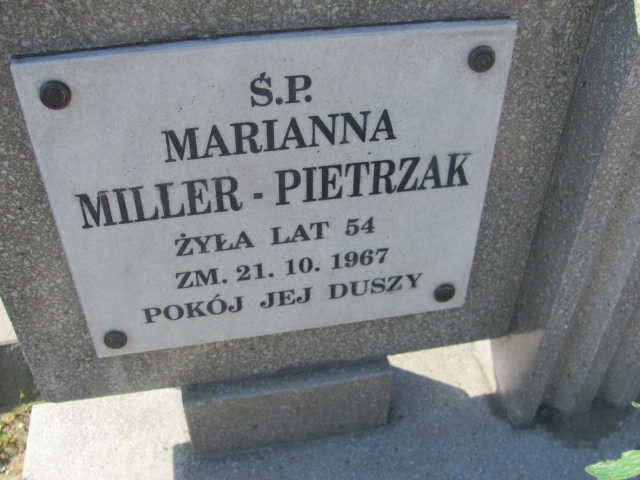 Ś.P.
MARIANNA
MILLER - PIETRZAK
ŻYŁA LAT 54
ZM. 21. 10. 1967
POKÓJ JEJ DUSZY